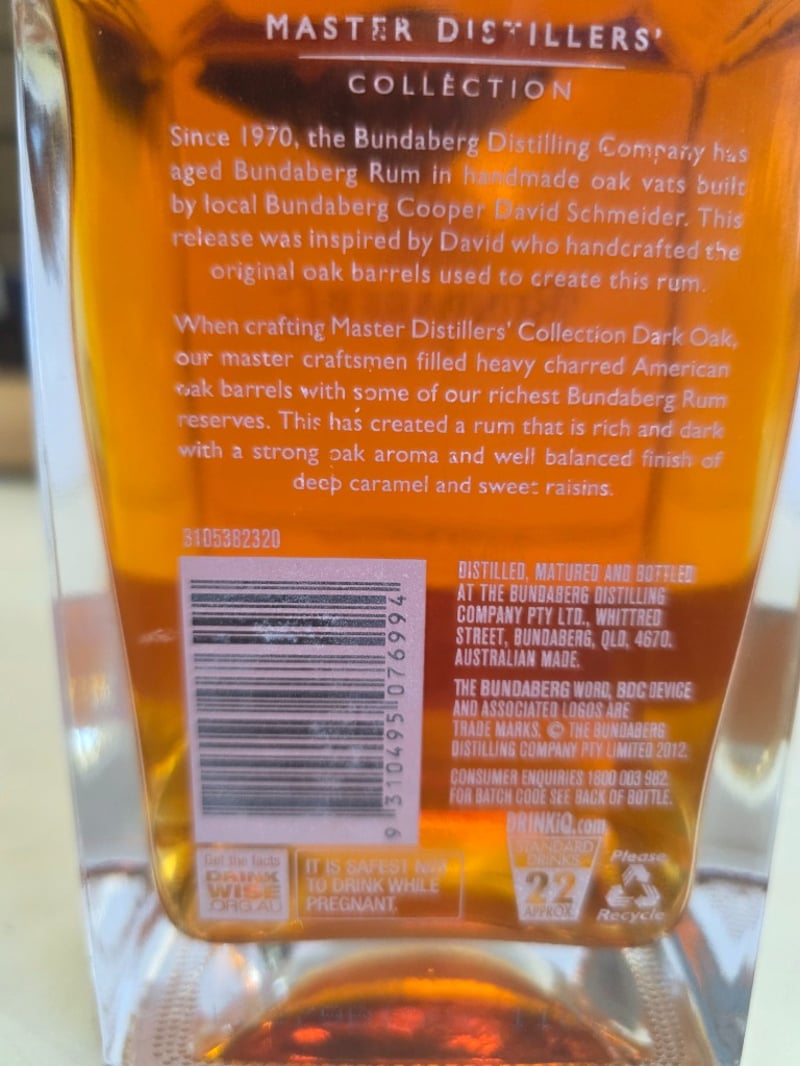 MASTER DISTILLERS'
COLLECTION
Since 1970, the Bundaberg Distilling Company has
aged Bundaberg Rum in handmade oak vats built
by local Bundaberg Cooper David Schmeider. This
release was inspired by David who handcrafted the
original oak barrels used to create this rum.
When crafting Master Distillers' Collection Dark Oak,
our master craftsmen filled heavy charred American
oak barrels with some of our richest Bundaberg Rum
reserves. This has created a rum that is rich and dark
with a strong oak aroma and well balanced finish of
deep caramel and sweet raisins.
3105382320
DISTILLED, MATURED AND BOTTLED
AT THE BUNDABERG DISTILLING
COMPANY PTY LTD., WHITTRED
STREET, BUNDABERG, QLD, 4670.
AUSTRALIAN MADE.
THE BUNDABERG WORD, BDC DEVICE
AND ASSOCIATED LOGOS ARE
TRADE MARKS. © THE BUNDABERG
DISTILLING COMPANY PTY LIMITED 2012.
CONSUMER ENQUIRIES 1800 003 982.
FOR BATCH CODE SEE BACK OF BOTTLE.
DRINKiQ.com
9 310495 076994
Get the facts
DRINK
WISE
.ORG.AU
IT IS SAFEST NOT
TO DRINK WHILE
PREGNANT.
STANDARD
DRINKS
22
APPROX.
Please
Recycle